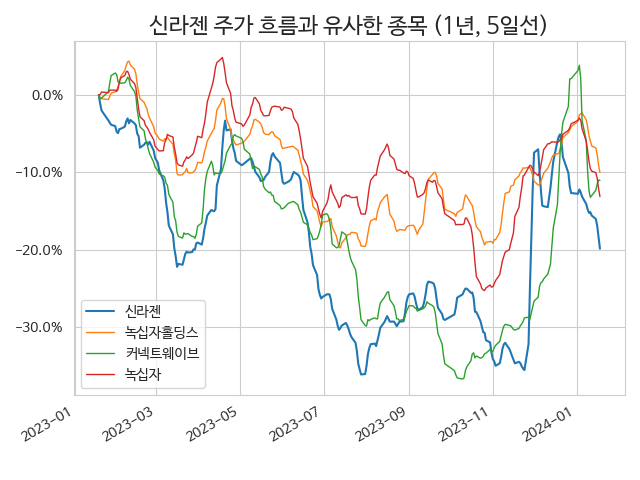 신라젠 주가 흐름과 유사한 종목 (1년, 5일선)
0.0%
−10.0%
−20.0%
−30.0%
신라젠
녹십자홀딩스
커넥트웨이브
녹십자
2023-01
2023-03
2023-05
2023-07
2023-09
2023-11
2024-01